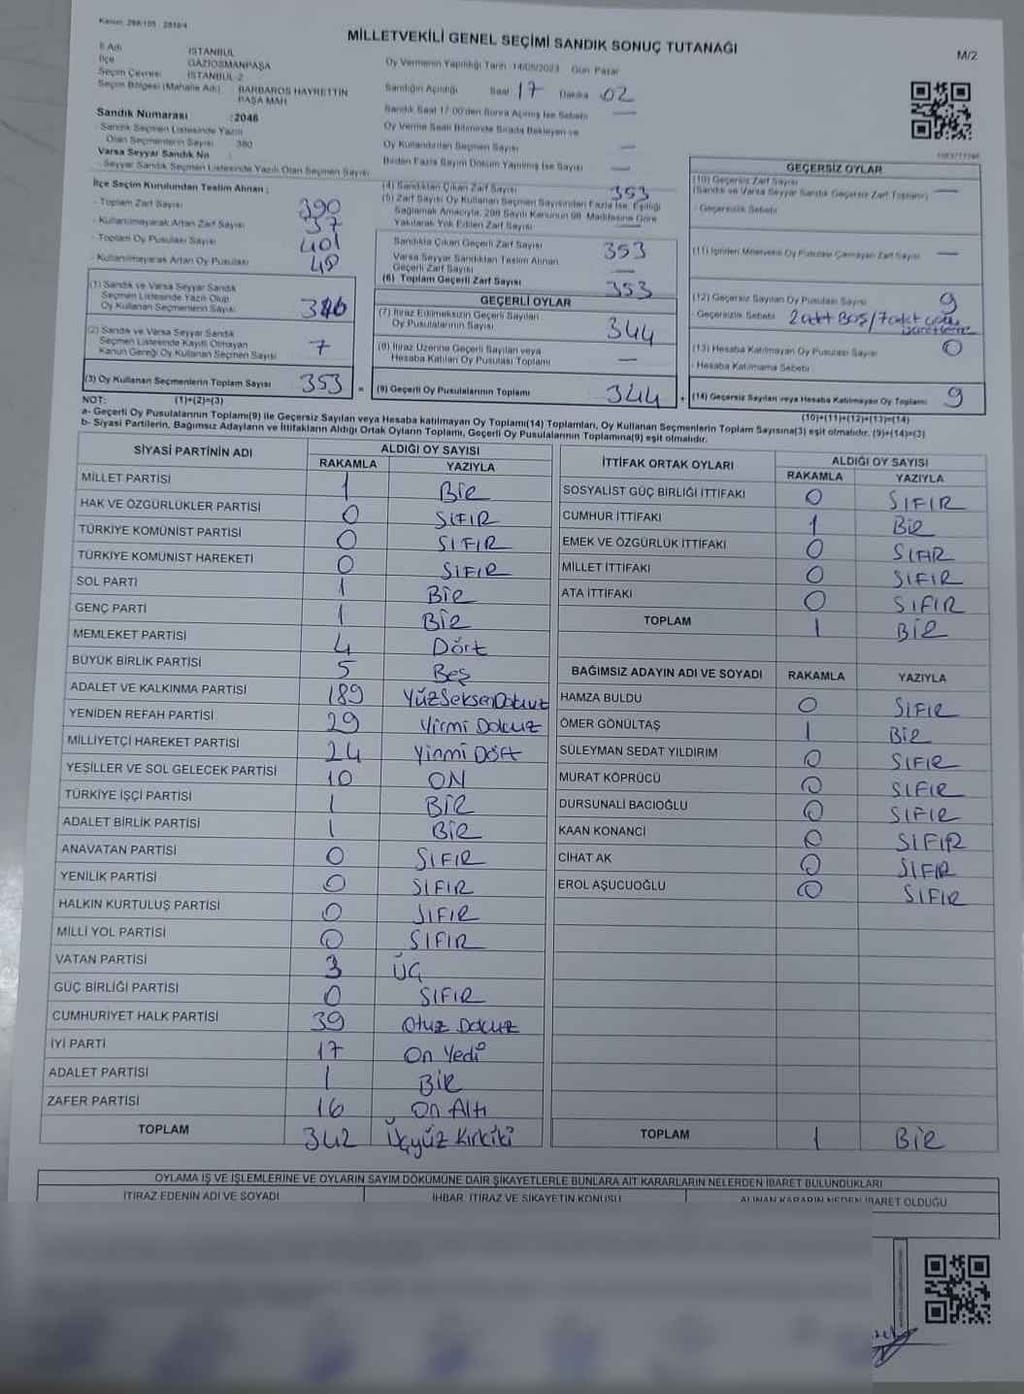 MİLLETVEKİLİ GENEL SEÇİMİ SANDIK SONUÇ TUTANAĞI
M/2
İl Adı İSTANBUL
İlçe GAZİOSMANPAŞA
Seçim Çevresi İSTANBUL-2
Seçim Bölgesi (Mahalle Adı) BARBAROS HAYRETTİN
PAŞA MAH
Oy Vermenin Yapıldığı Tarih :14/05/2023 Gün Pazar
Sandığın Açıldığı Saat 17 Dakika 02
Sandık Saat 17:00'den Sonra Açılmış İse Sebebi —
Sandık Numarası :2046
Sandık Seçmen Listesinde Yazılı
Olan Seçmenlerin Sayısı 380
Varsa Seyyar Sandık No
Seyyar Sandık Seçmen Listesinde Yazılı Olan Seçmen Sayısı
Oy Verme Saati Bitiminde Sırada Bekleyen ve
Oy Kullandırılan Seçmen Sayısı —
Birden Fazla Sayım Döküm Yapılmış İse Sayısı —
İlçe Seçim Kurulundan Teslim Alınan :
- Toplam Zarf Sayısı 390
- Kullanılmayarak Artan Zarf Sayısı 37
- Toplam Oy Pusulası Sayısı 401
- Kullanılmayarak Artan Oy Pusulası 48
(1) Sandık ve Varsa Seyyar Sandık
Seçmen Listesinde Yazılı Olup
Oy Kullanan Seçmenlerin Sayısı 346
(2) Sandık ve Varsa Seyyar Sandık
Seçmen Listesinde Kayıtlı Olmayan
Kanun Gereği Oy Kullanan Seçmen Sayısı 7
(3) Oy Kullanan Seçmenlerin Toplam Sayısı 353 =
(4) Sandıktan Çıkan Zarf Sayısı 353
(5) Zarf Sayısı Oy Kullanan Seçmen Sayısından Fazla İse, Eşitliği
Sağlamak Amacıyla, 298 Sayılı Kanunun 98. Maddesine Göre
Yakılarak Yok Edilen Zarf Sayısı —
Sandıkta Çıkan Geçerli Zarf Sayısı 353
Varsa Seyyar Sandıktan Teslim Alınan
Geçerli Zarf Sayısı —
(6) Toplam Geçerli Zarf Sayısı 353
GEÇERLİ OYLAR
(7) İtiraz Edilmeksizin Geçerli Sayılan
Oy Pusulalarının Sayısı 344
(8) İtiraz Üzerine Geçerli Sayılan veya
Hesaba Katılan Oy Pusulası Toplamı —
(9) Geçerli Oy Pusulalarının Toplamı 344 +
GEÇERSİZ OYLAR
(10) Geçersiz Zarf Sayısı
(Sandık ve Varsa Seyyar Sandık Geçersiz Zarf Toplamı) —
- Geçersizlik Sebebi
(11) İçinden Milletvekili Oy Pusulası Çıkmayan Zarf Sayısı —
(12) Geçersiz Sayılan Oy Pusulası Sayısı 9
- Geçersizlik Sebebi 2 adet BOŞ / 7 adet
(13) Hesaba Katılmayan Oy Pusulası Sayısı 0
- Hesaba Katılmama Sebebi
(14) Geçersiz Sayılan veya Hesaba Katılmayan Oy Toplamı 9
NOT: (1)+(2)=(3) (10)+(11)+(12)+(13)=(14)
a- Geçerli Oy Pusulalarının Toplamı(9) ile Geçersiz Sayılan veya Hesaba katılmayan Oy Toplamı(14) Toplamları, Oy Kullanan Seçmenlerin Toplam Sayısına(3) eşit olmalıdır. (9)+(14)=(3)
b- Siyasi Partilerin, Bağımsız Adayların ve İttifakların Aldığı Ortak Oyların Toplamı, Geçerli Oy Pusulalarının Toplamına(9) eşit olmalıdır.
SİYASİ PARTİNİN ADI ALDIĞI OY SAYISI
RAKAMLA YAZIYLA
MİLLET PARTİSİ 1 Bir
HAK VE ÖZGÜRLÜKLER PARTİSİ 0 SIFIR
TÜRKİYE KOMÜNİST PARTİSİ 0 SIFIR
TÜRKİYE KOMÜNİST HAREKETİ 0 SIFIR
SOL PARTİ 1 BİR
GENÇ PARTİ 1 BİR
MEMLEKET PARTİSİ 4 Dört
BÜYÜK BİRLİK PARTİSİ 5 Beş
ADALET VE KALKINMA PARTİSİ 189 YüzSeksenDokuz
YENİDEN REFAH PARTİSİ 29 Yirmi Dokuz
MİLLİYETÇİ HAREKET PARTİSİ 24 Yirmi Dört
YEŞİLLER VE SOL GELECEK PARTİSİ 10 ON
TÜRKİYE İŞÇİ PARTİSİ 1 BİR
ADALET BİRLİK PARTİSİ 1 BİR
ANAVATAN PARTİSİ 0 SIFIR
YENİLİK PARTİSİ 0 SIFIR
HALKIN KURTULUŞ PARTİSİ 0 SIFIR
MİLLİ YOL PARTİSİ 0 SIFIR
VATAN PARTİSİ 3 ÜÇ
GÜÇ BİRLİĞİ PARTİSİ 0 SIFIR
CUMHURİYET HALK PARTİSİ 39 Otuz Dokuz
İYİ PARTİ 17 On Yedi
ADALET PARTİSİ 1 BİR
ZAFER PARTİSİ 16 On Altı
TOPLAM 342 Üçyüz Kırkiki
İTTİFAK ORTAK OYLARI ALDIĞI OY SAYISI
RAKAMLA YAZIYLA
SOSYALİST GÜÇ BİRLİĞİ İTTİFAKI 0 SIFIR
CUMHUR İTTİFAKI 1 BİR
EMEK VE ÖZGÜRLÜK İTTİFAKI 0 SIFIR
MİLLET İTTİFAKI 0 SIFIR
ATA İTTİFAKI 0 SIFIR
TOPLAM 1 BİR
BAĞIMSIZ ADAYIN ADI VE SOYADI RAKAMLA YAZIYLA
HAMZA BULDU 0 SIFIR
ÖMER GÖNÜLTAŞ 1 BİR
SÜLEYMAN SEDAT YILDIRIM 0 SIFIR
MURAT KÖPRÜCÜ 0 SIFIR
DURSUNALİ BACIOĞLU 0 SIFIR
KAAN KONANCİ 0 SIFIR
CİHAT AK 0 SIFIR
EROL AŞUCUOĞLU 0 SIFIR
TOPLAM 1 BİR
OYLAMA İŞ VE İŞLEMLERİNE VE OYLARIN SAYIM DÖKÜMÜNE DAİR ŞİKAYETLERLE BUNLARA AİT KARARLARIN NELERDEN İBARET BULUNDUKLARI
İTİRAZ EDENİN ADI VE SOYADI İHBAR, İTİRAZ VE ŞİKAYETİN KONUSU ALINAN KARARIN NEDEN İBARET OLDUĞU